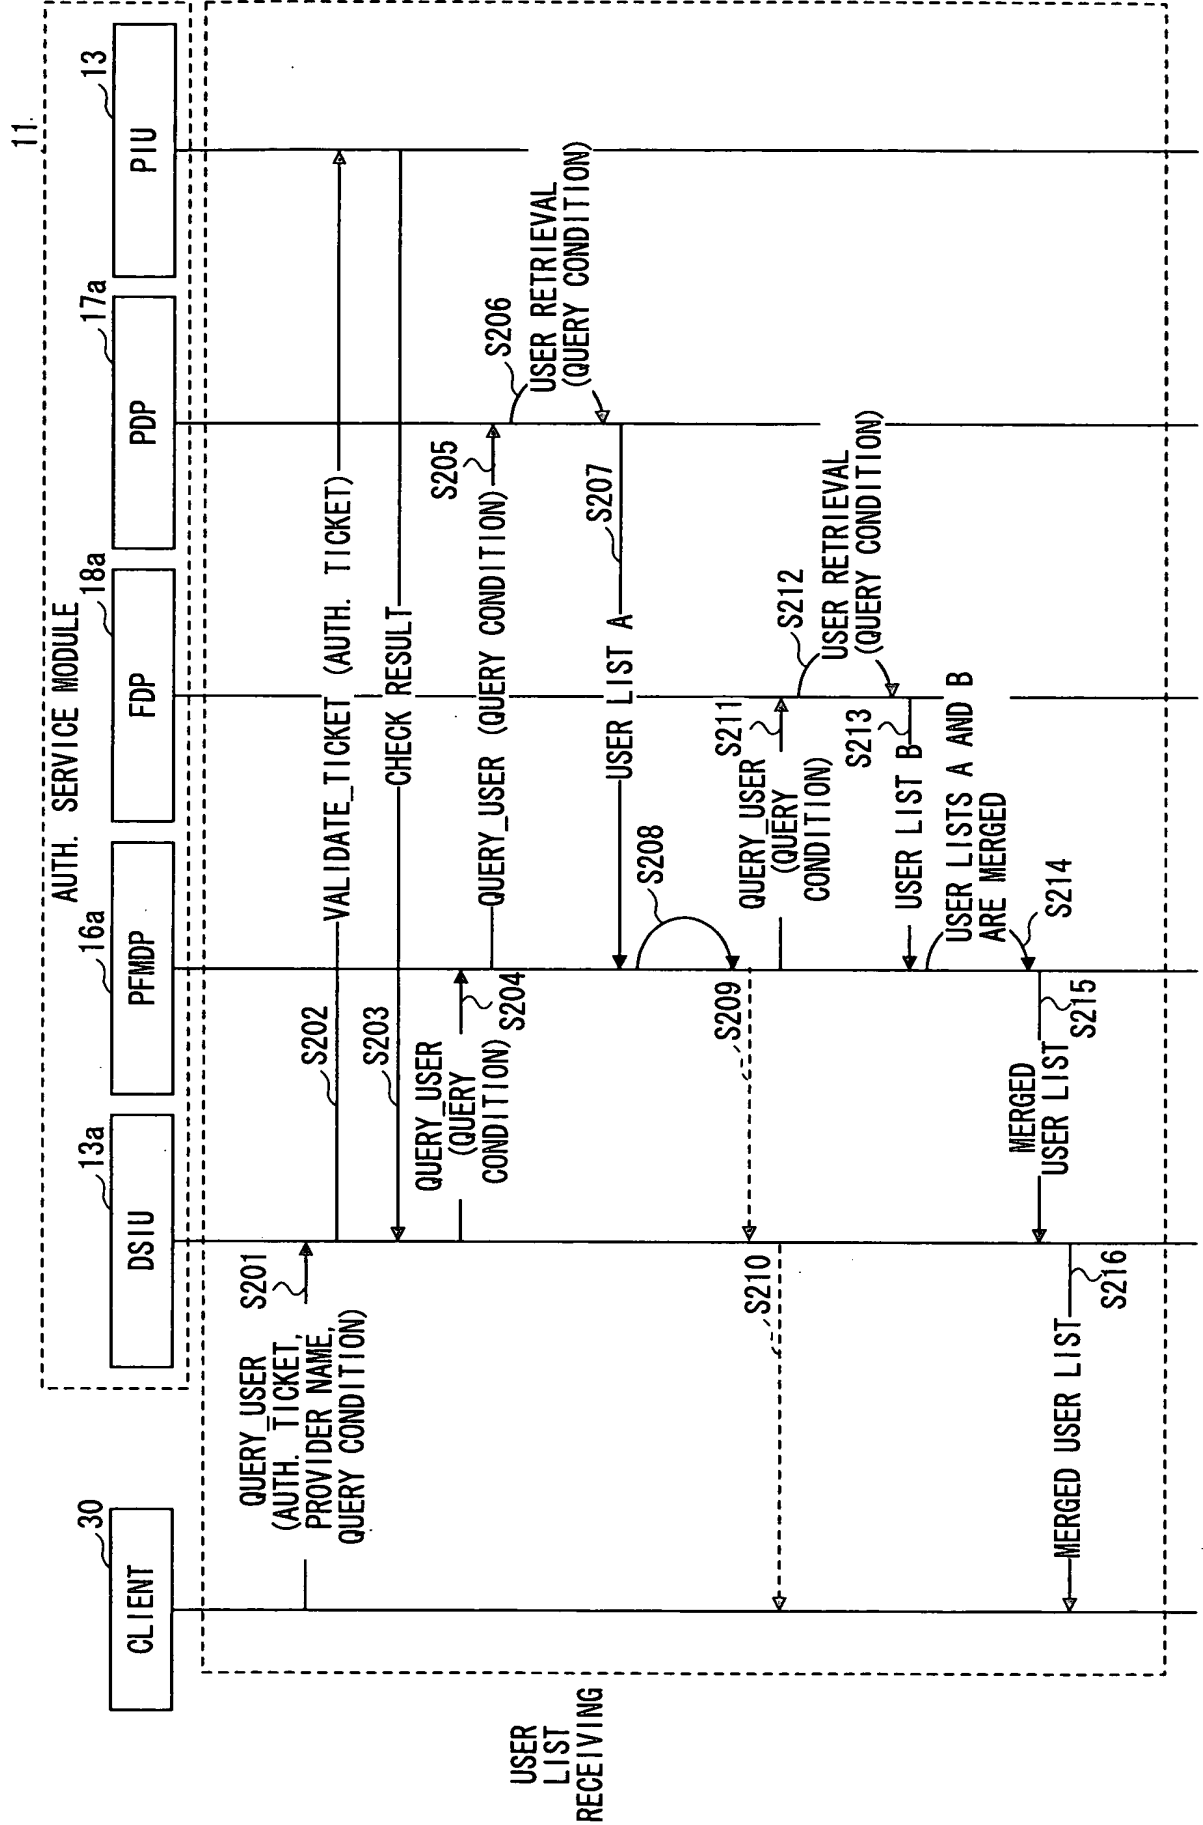 11
AUTH. SERVICE MODULE
30
13a
16a
18a
17a
13
CLIENT
DSIU
PFMDP
FDP
PDP
PIU
USER
LIST
RECEIVING
QUERY_USER
(AUTH. TICKET,
PROVIDER NAME,
QUERY CONDITION)
S201
S202
VALIDATE_TICKET (AUTH. TICKET)
S203
CHECK RESULT
QUERY_USER
(QUERY
CONDITION)
S204
QUERY_USER (QUERY CONDITION)
S205
S206
USER RETRIEVAL
(QUERY CONDITION)
USER LIST A
S207
S208
S209
S210
QUERY_USER
(QUERY
CONDITION)
S211
S212
USER RETRIEVAL
(QUERY CONDITION)
USER LIST B
S213
USER LISTS A AND B
ARE MERGED
S214
MERGED
USER LIST
S215
MERGED USER LIST
S216